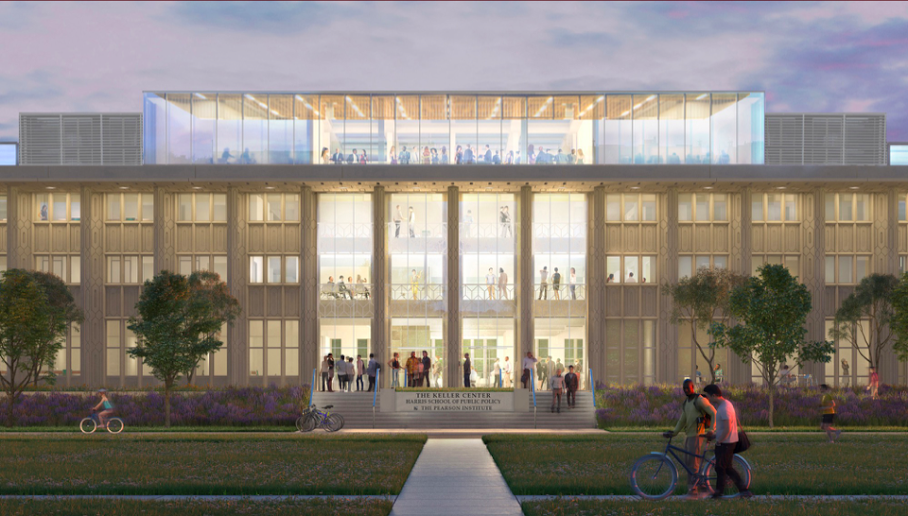 THE KELLER CENTER
HARRIS SCHOOL OF PUBLIC POLICY
& THE PEARSON INSTITUTE